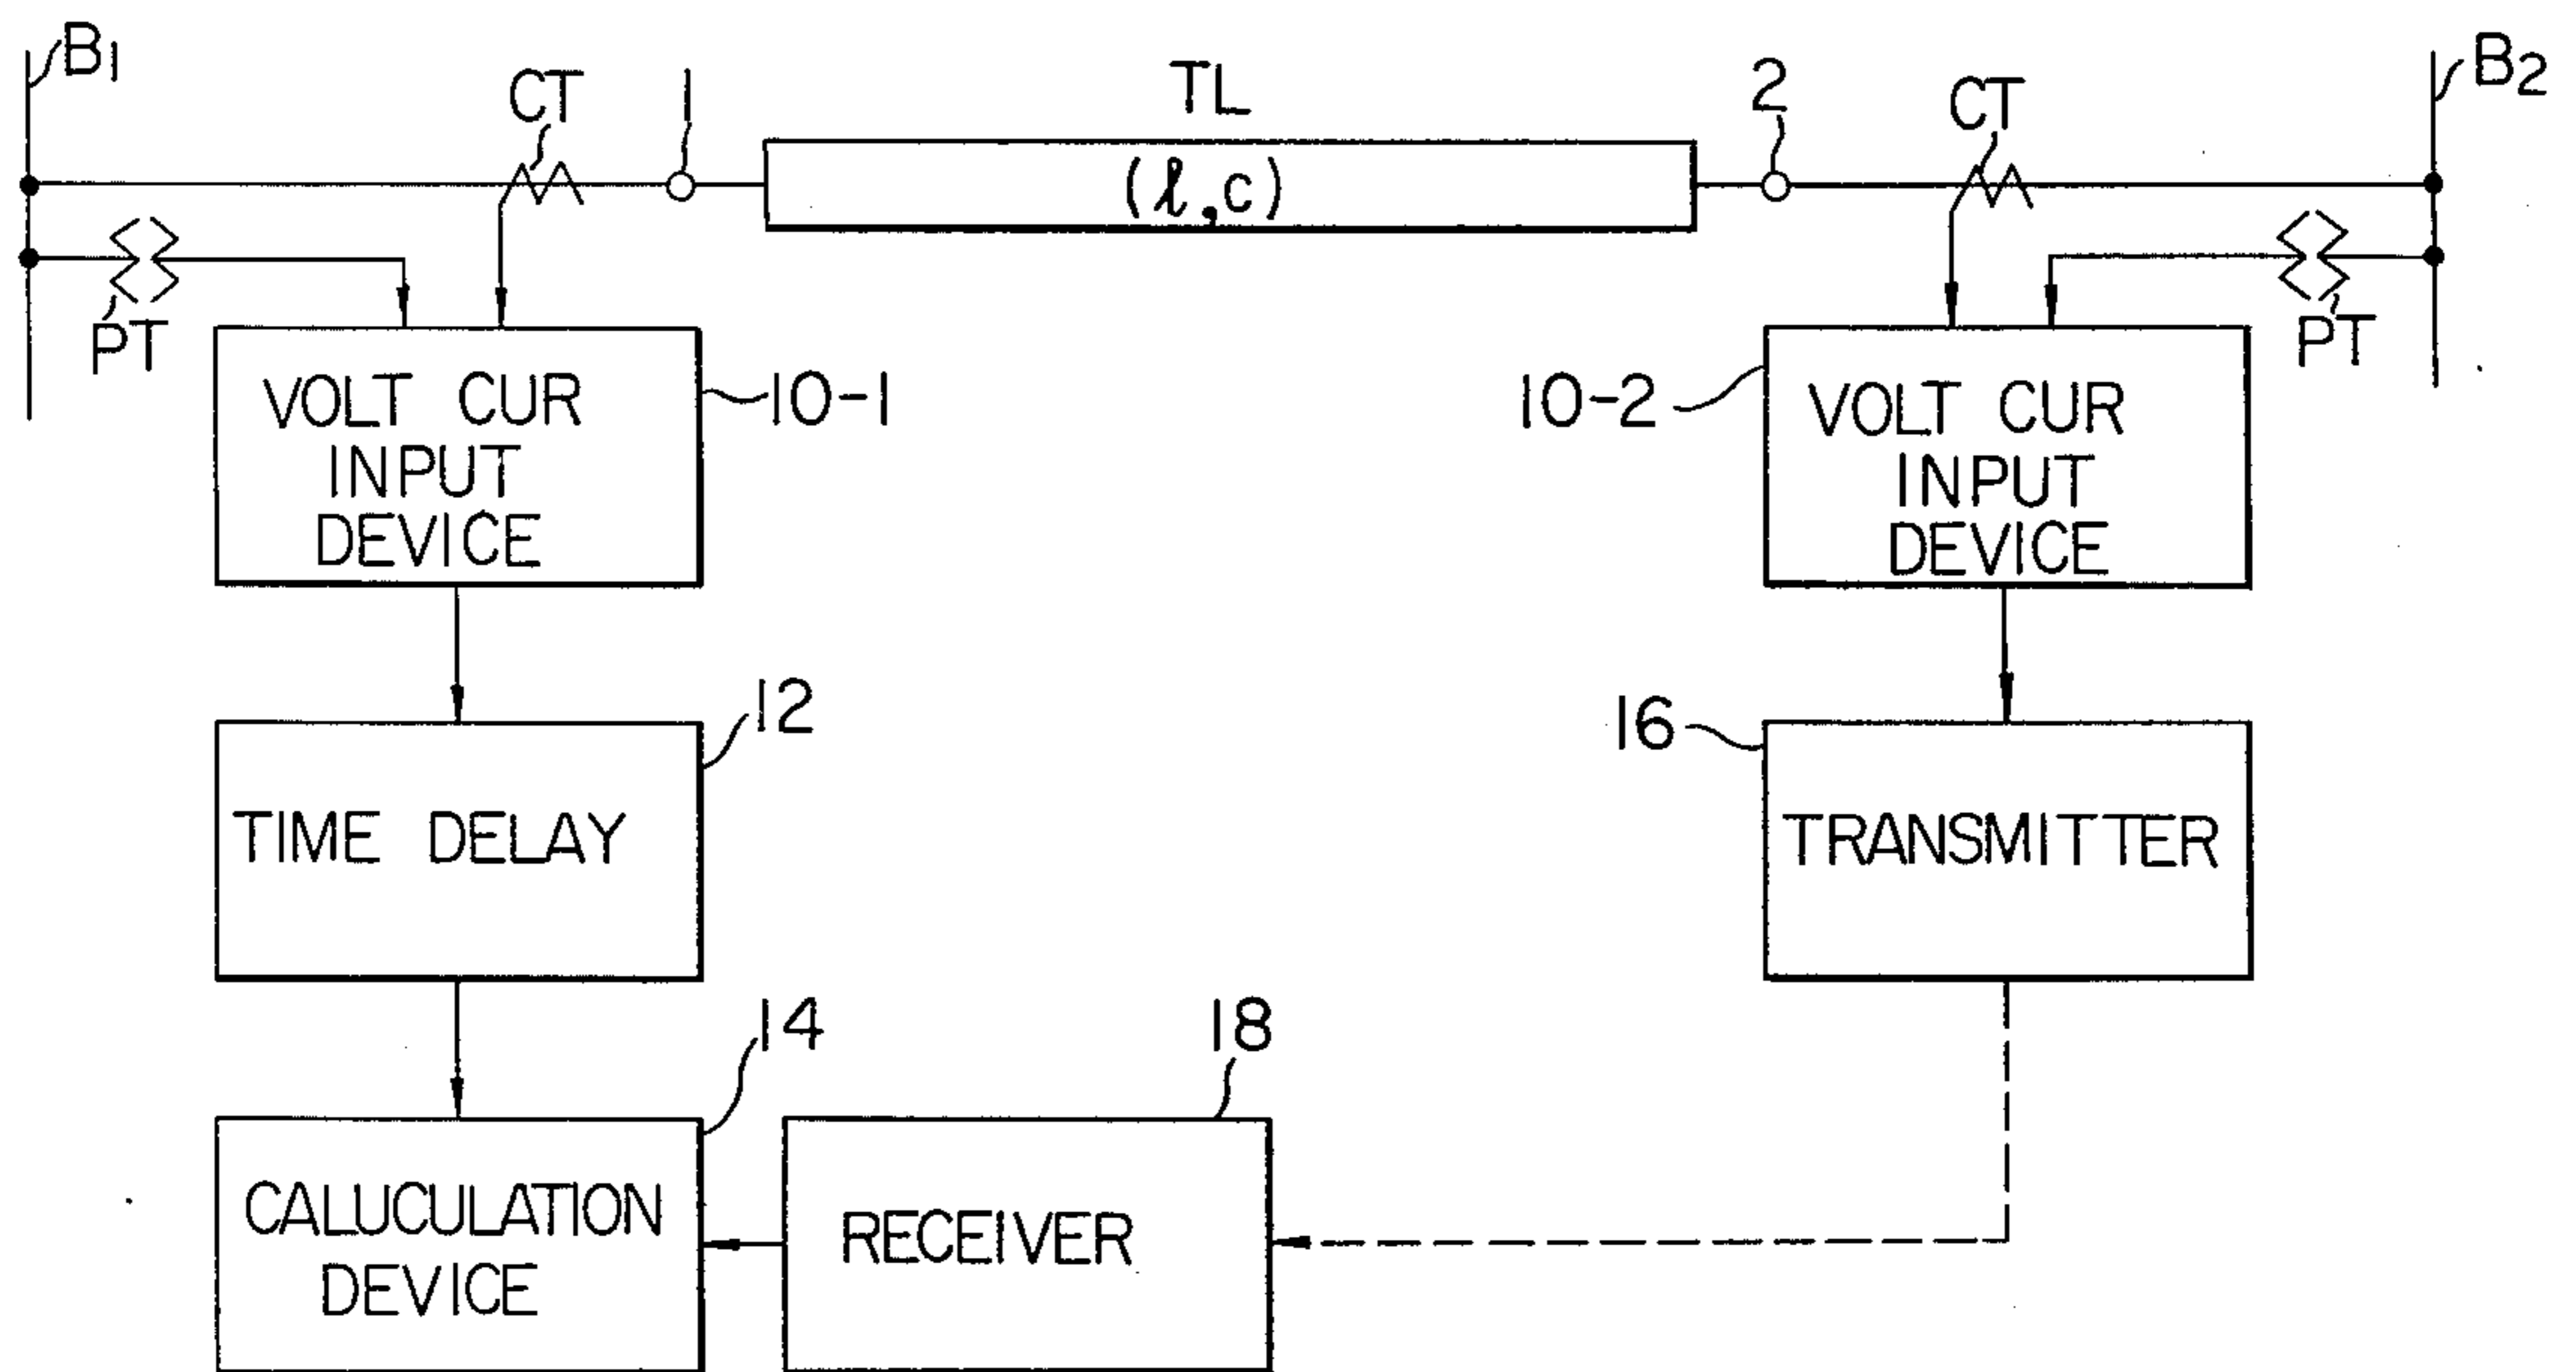 B1
CT
1
TL
2
CT
B2
(ℓ,c)
PT
PT
VOLT CUR
INPUT
DEVICE
10-1
10-2
VOLT CUR
INPUT
DEVICE
12
16
TIME DELAY
TRANSMITTER
14
18
CALUCULATION
DEVICE
RECEIVER